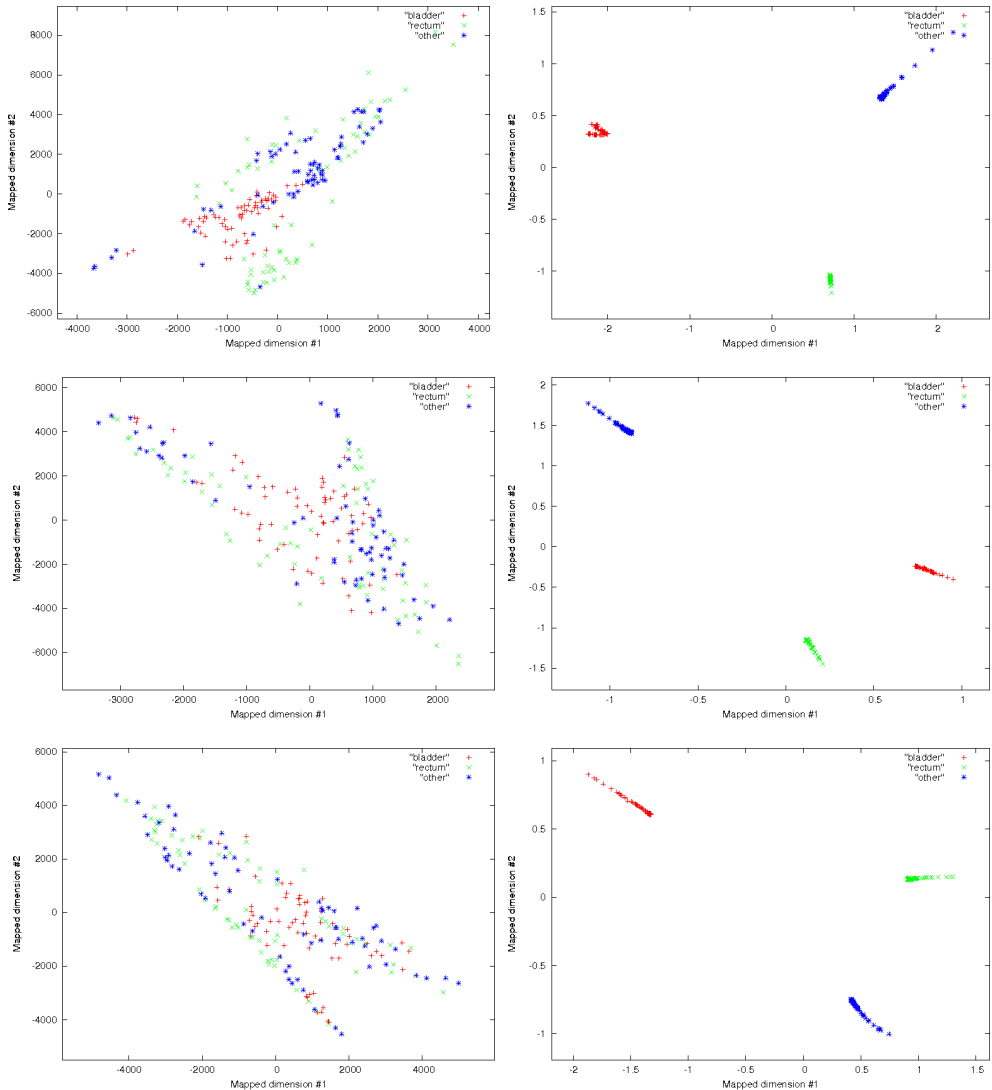 "bladder"
"rectum"
"other"
8000
6000
4000
2000
0
-2000
-4000
-6000
Mapped dimension #2
-4000 -3000 -2000 -1000 0 1000 2000 3000 4000
Mapped dimension #1
"bladder"
"rectum"
"other"
1.5
1
0.5
0
-0.5
-1
Mapped dimension #2
-2 -1 0 1 2
Mapped dimension #1
"bladder"
"rectum"
"other"
6000
4000
2000
0
-2000
-4000
-6000
Mapped dimension #2
-3000 -2000 -1000 0 1000 2000
Mapped dimension #1
"bladder"
"rectum"
"other"
2
1.5
1
0.5
0
-0.5
-1
-1.5
Mapped dimension #2
-1 -0.5 0 0.5 1
Mapped dimension #1
"bladder"
"rectum"
"other"
6000
4000
2000
0
-2000
-4000
Mapped dimension #2
-4000 -2000 0 2000 4000
Mapped dimension #1
"bladder"
"rectum"
"other"
1
0.5
0
-0.5
-1
Mapped dimension #2
-2 -1.5 -1 -0.5 0 0.5 1 1.5
Mapped dimension #1